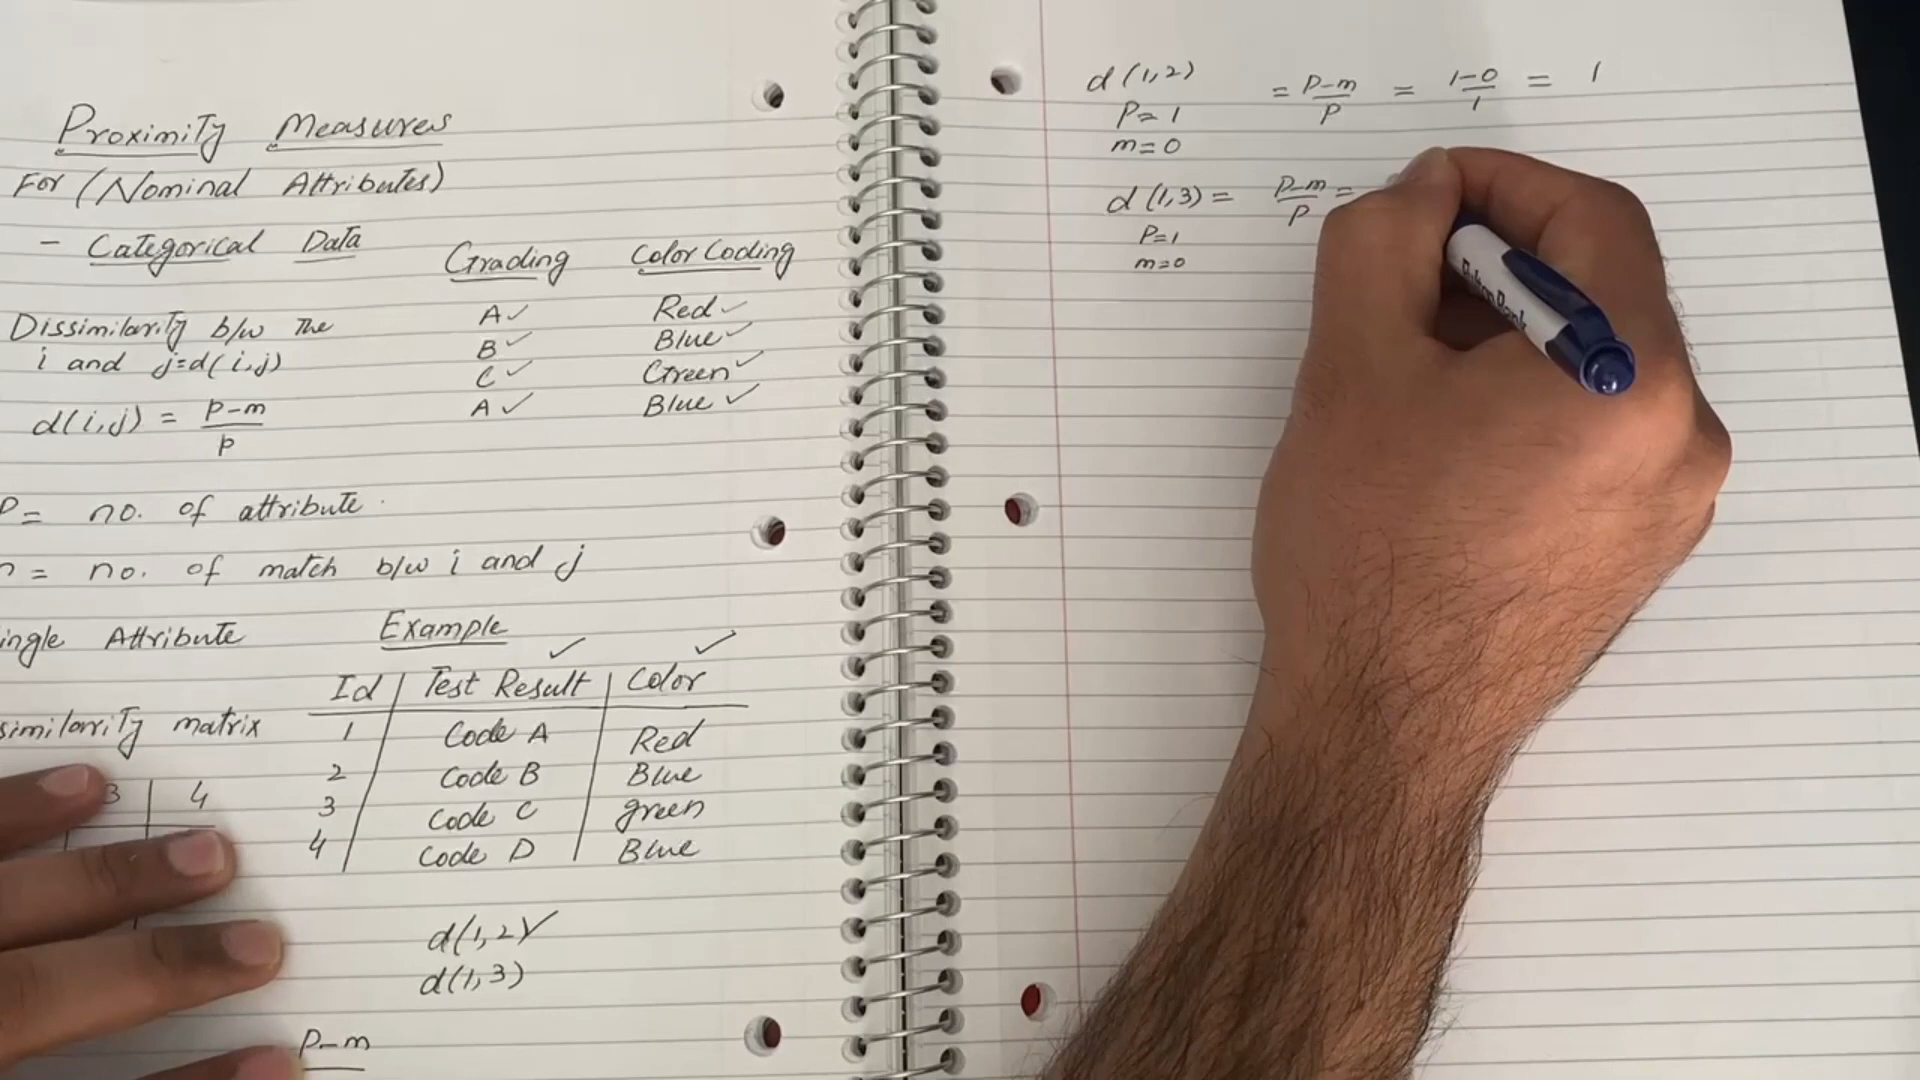 Proximity Measures
For (Nominal Attributes)
- Categorical Data
Grading Color Coding
A ✓ Red ✓
B ✓ Blue ✓
C ✓ Green ✓
A ✓ Blue ✓
Dissimilarity b/w The
i and j = d(i,j)
d(i,j) = p-m
p
P = no. of attribute
= no. of match b/w i and j
ingle Attribute
Example
similarity matrix
✓ ✓
Id Test Result Color
1 Code A Red
2 Code B Blue
3 Code C green
4 Code D Blue
3 4
d(1,2) ✓
d(1,3)
P-m
d(1,2) = P-m = 1-0 = 1
P 1
P=1
m=0
d(1,3) = P-m =
P
P=1
m=0